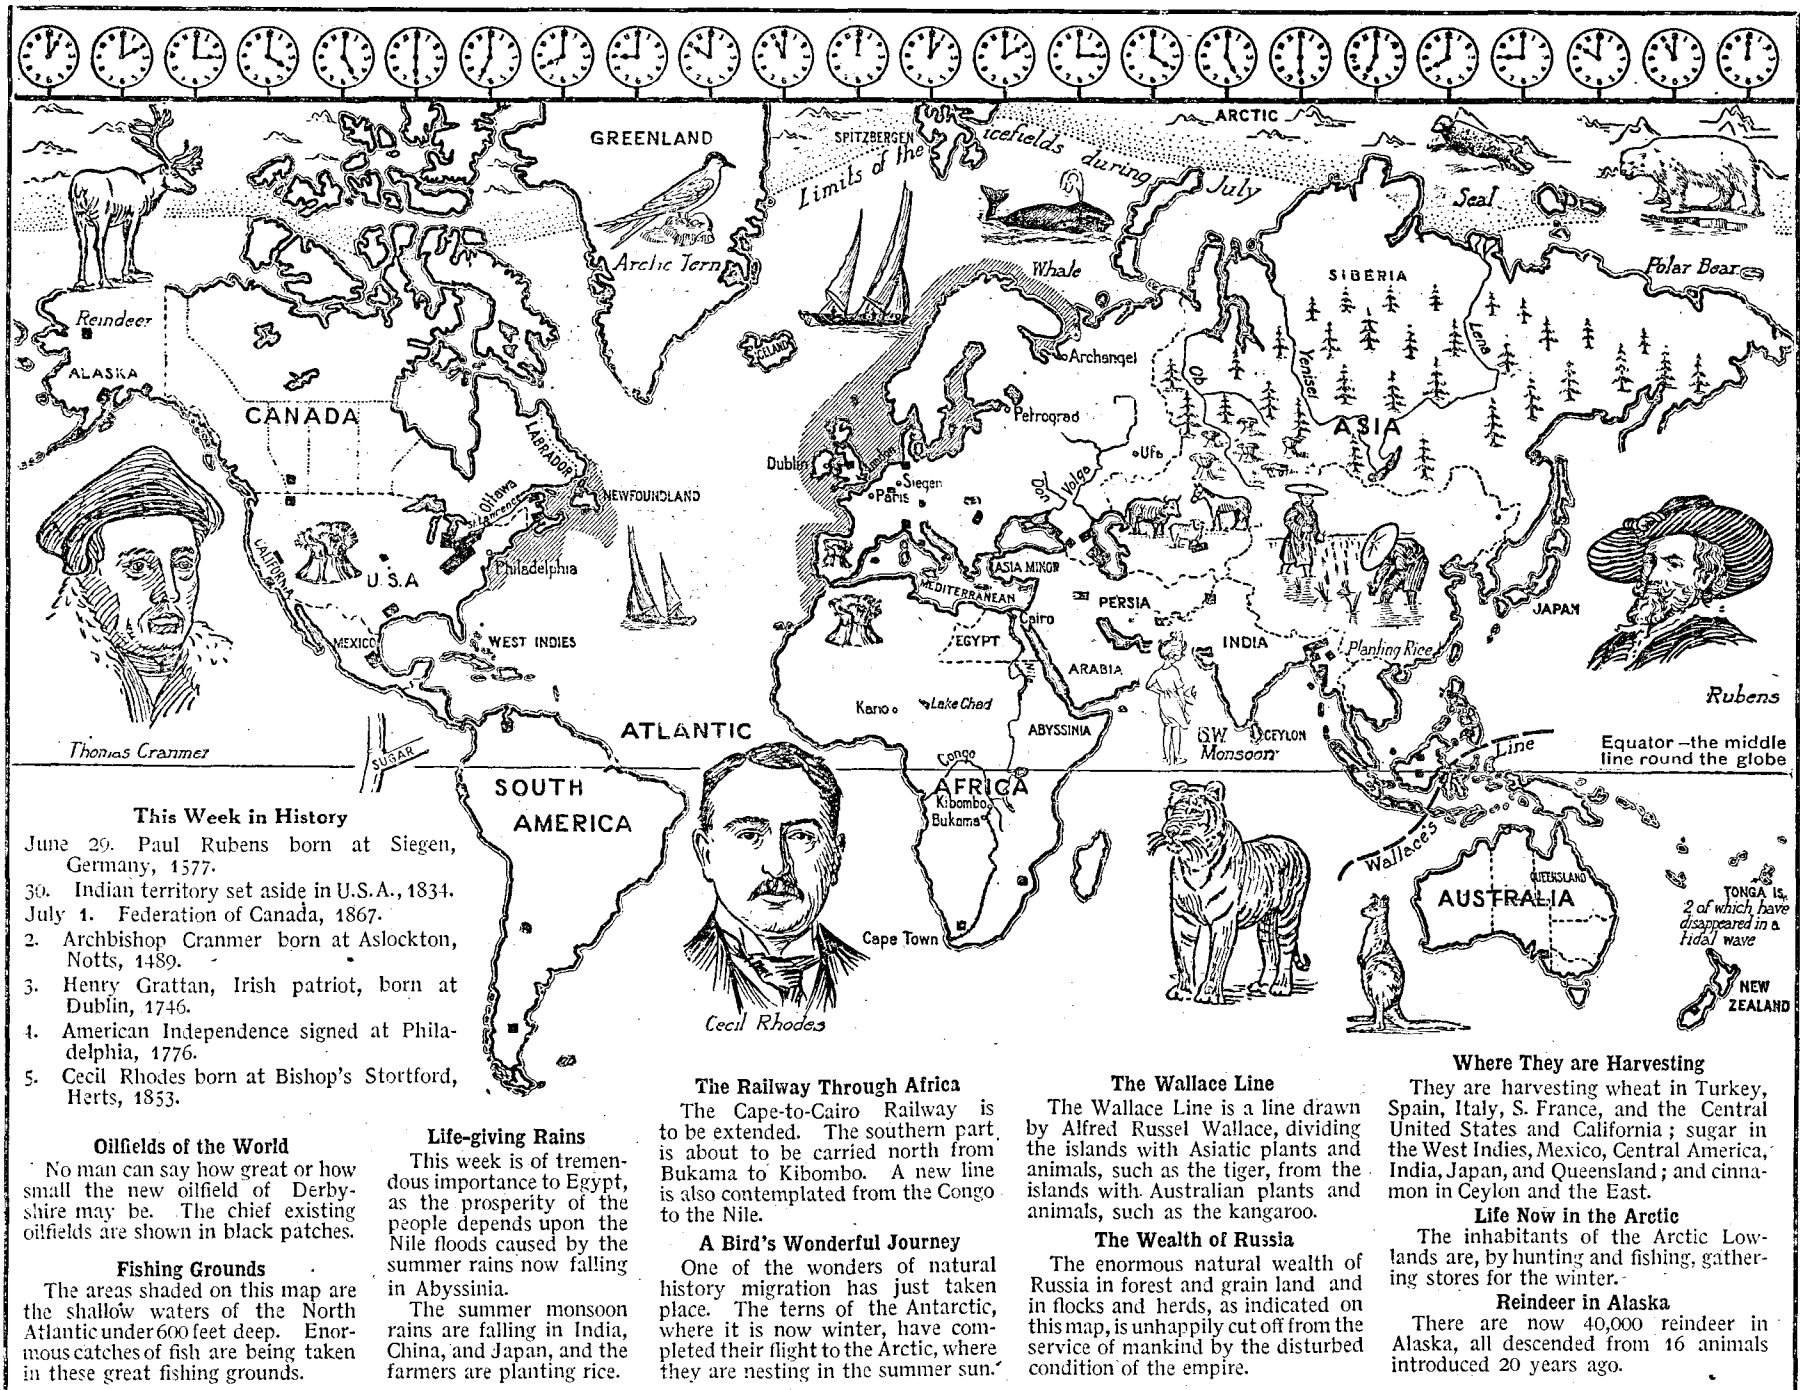 GREENLAND
ARCTIC
SPITZBERGEN
Limits of the icefields during July
Seal
Arctic Tern
Whale
SIBERIA
Polar Bear
Reindeer
ICELAND
Archangel
Lena
ALASKA
Ob
Yenisei
CANADA
LABRADOR
Petrograd
ASIA
Dublin
London
Ufa
Siegen
Paris
Don
Volga
Ottawa
St Lawrence
NEWFOUNDLAND
CALIFORNIA
U.S.A
Philadelphia
ASIA MINOR
MEDITERRANEAN
PERSIA
JAPAN
Cairo
MEXICO
WEST INDIES
EGYPT
INDIA
Planting Rice
ARABIA
Rubens
Kano
Lake Chad
ATLANTIC
ABYSSINIA
S.W. Monsoon
CEYLON
Thomas Cranmer
SUGAR
Line
Equator—the middle
line round the globe
Congo
SOUTH
AMERICA
AFRICA
Kibombo
Bukama
Wallace's
QUEENSLAND
AUSTRALIA
TONGA IS.
2 of which have
disappeared in a
tidal wave
Cape Town
NEW
ZEALAND
Cecil Rhodes
This Week in History
June 29. Paul Rubens born at Siegen,
Germany, 1577.
30. Indian territory set aside in U.S.A., 1834.
July 1. Federation of Canada, 1867.
2. Archbishop Cranmer born at Aslockton,
Notts, 1489.
3. Henry Grattan, Irish patriot, born at
Dublin, 1746.
4. American Independence signed at Phila-
delphia, 1776.
5. Cecil Rhodes born at Bishop's Stortford,
Herts, 1853.
Oilfields of the World
No man can say how great or how
small the new oilfield of Derby-
shire may be. The chief existing
oilfields are shown in black patches.
Fishing Grounds
The areas shaded on this map are
the shallow waters of the North
Atlantic under 600 feet deep. Enor-
mous catches of fish are being taken
in these great fishing grounds.
Life-giving Rains
This week is of tremen-
dous importance to Egypt,
as the prosperity of the
people depends upon the
Nile floods caused by the
summer rains now falling
in Abyssinia.
The summer monsoon
rains are falling in India,
China, and Japan, and the
farmers are planting rice.
The Railway Through Africa
The Cape-to-Cairo Railway is
to be extended. The southern part
is about to be carried north from
Bukama to Kibombo. A new line
is also contemplated from the Congo
to the Nile.
A Bird's Wonderful Journey
One of the wonders of natural
history migration has just taken
place. The terns of the Antarctic,
where it is now winter, have com-
pleted their flight to the Arctic, where
they are nesting in the summer sun.
The Wallace Line
The Wallace Line is a line drawn
by Alfred Russel Wallace, dividing
the islands with Asiatic plants and
animals, such as the tiger, from the
islands with Australian plants and
animals, such as the kangaroo.
The Wealth of Russia
The enormous natural wealth of
Russia in forest and grain land and
in flocks and herds, as indicated on
this map, is unhappily cut off from the
service of mankind by the disturbed
condition of the empire.
Where They are Harvesting
They are harvesting wheat in Turkey,
Spain, Italy, S. France, and the Central
United States and California; sugar in
the West Indies, Mexico, Central America,
India, Japan, and Queensland; and cinna-
mon in Ceylon and the East.
Life Now in the Arctic
The inhabitants of the Arctic Low-
lands are, by hunting and fishing, gather-
ing stores for the winter.
Reindeer in Alaska
There are now 40,000 reindeer in
Alaska, all descended from 16 animals
introduced 20 years ago.